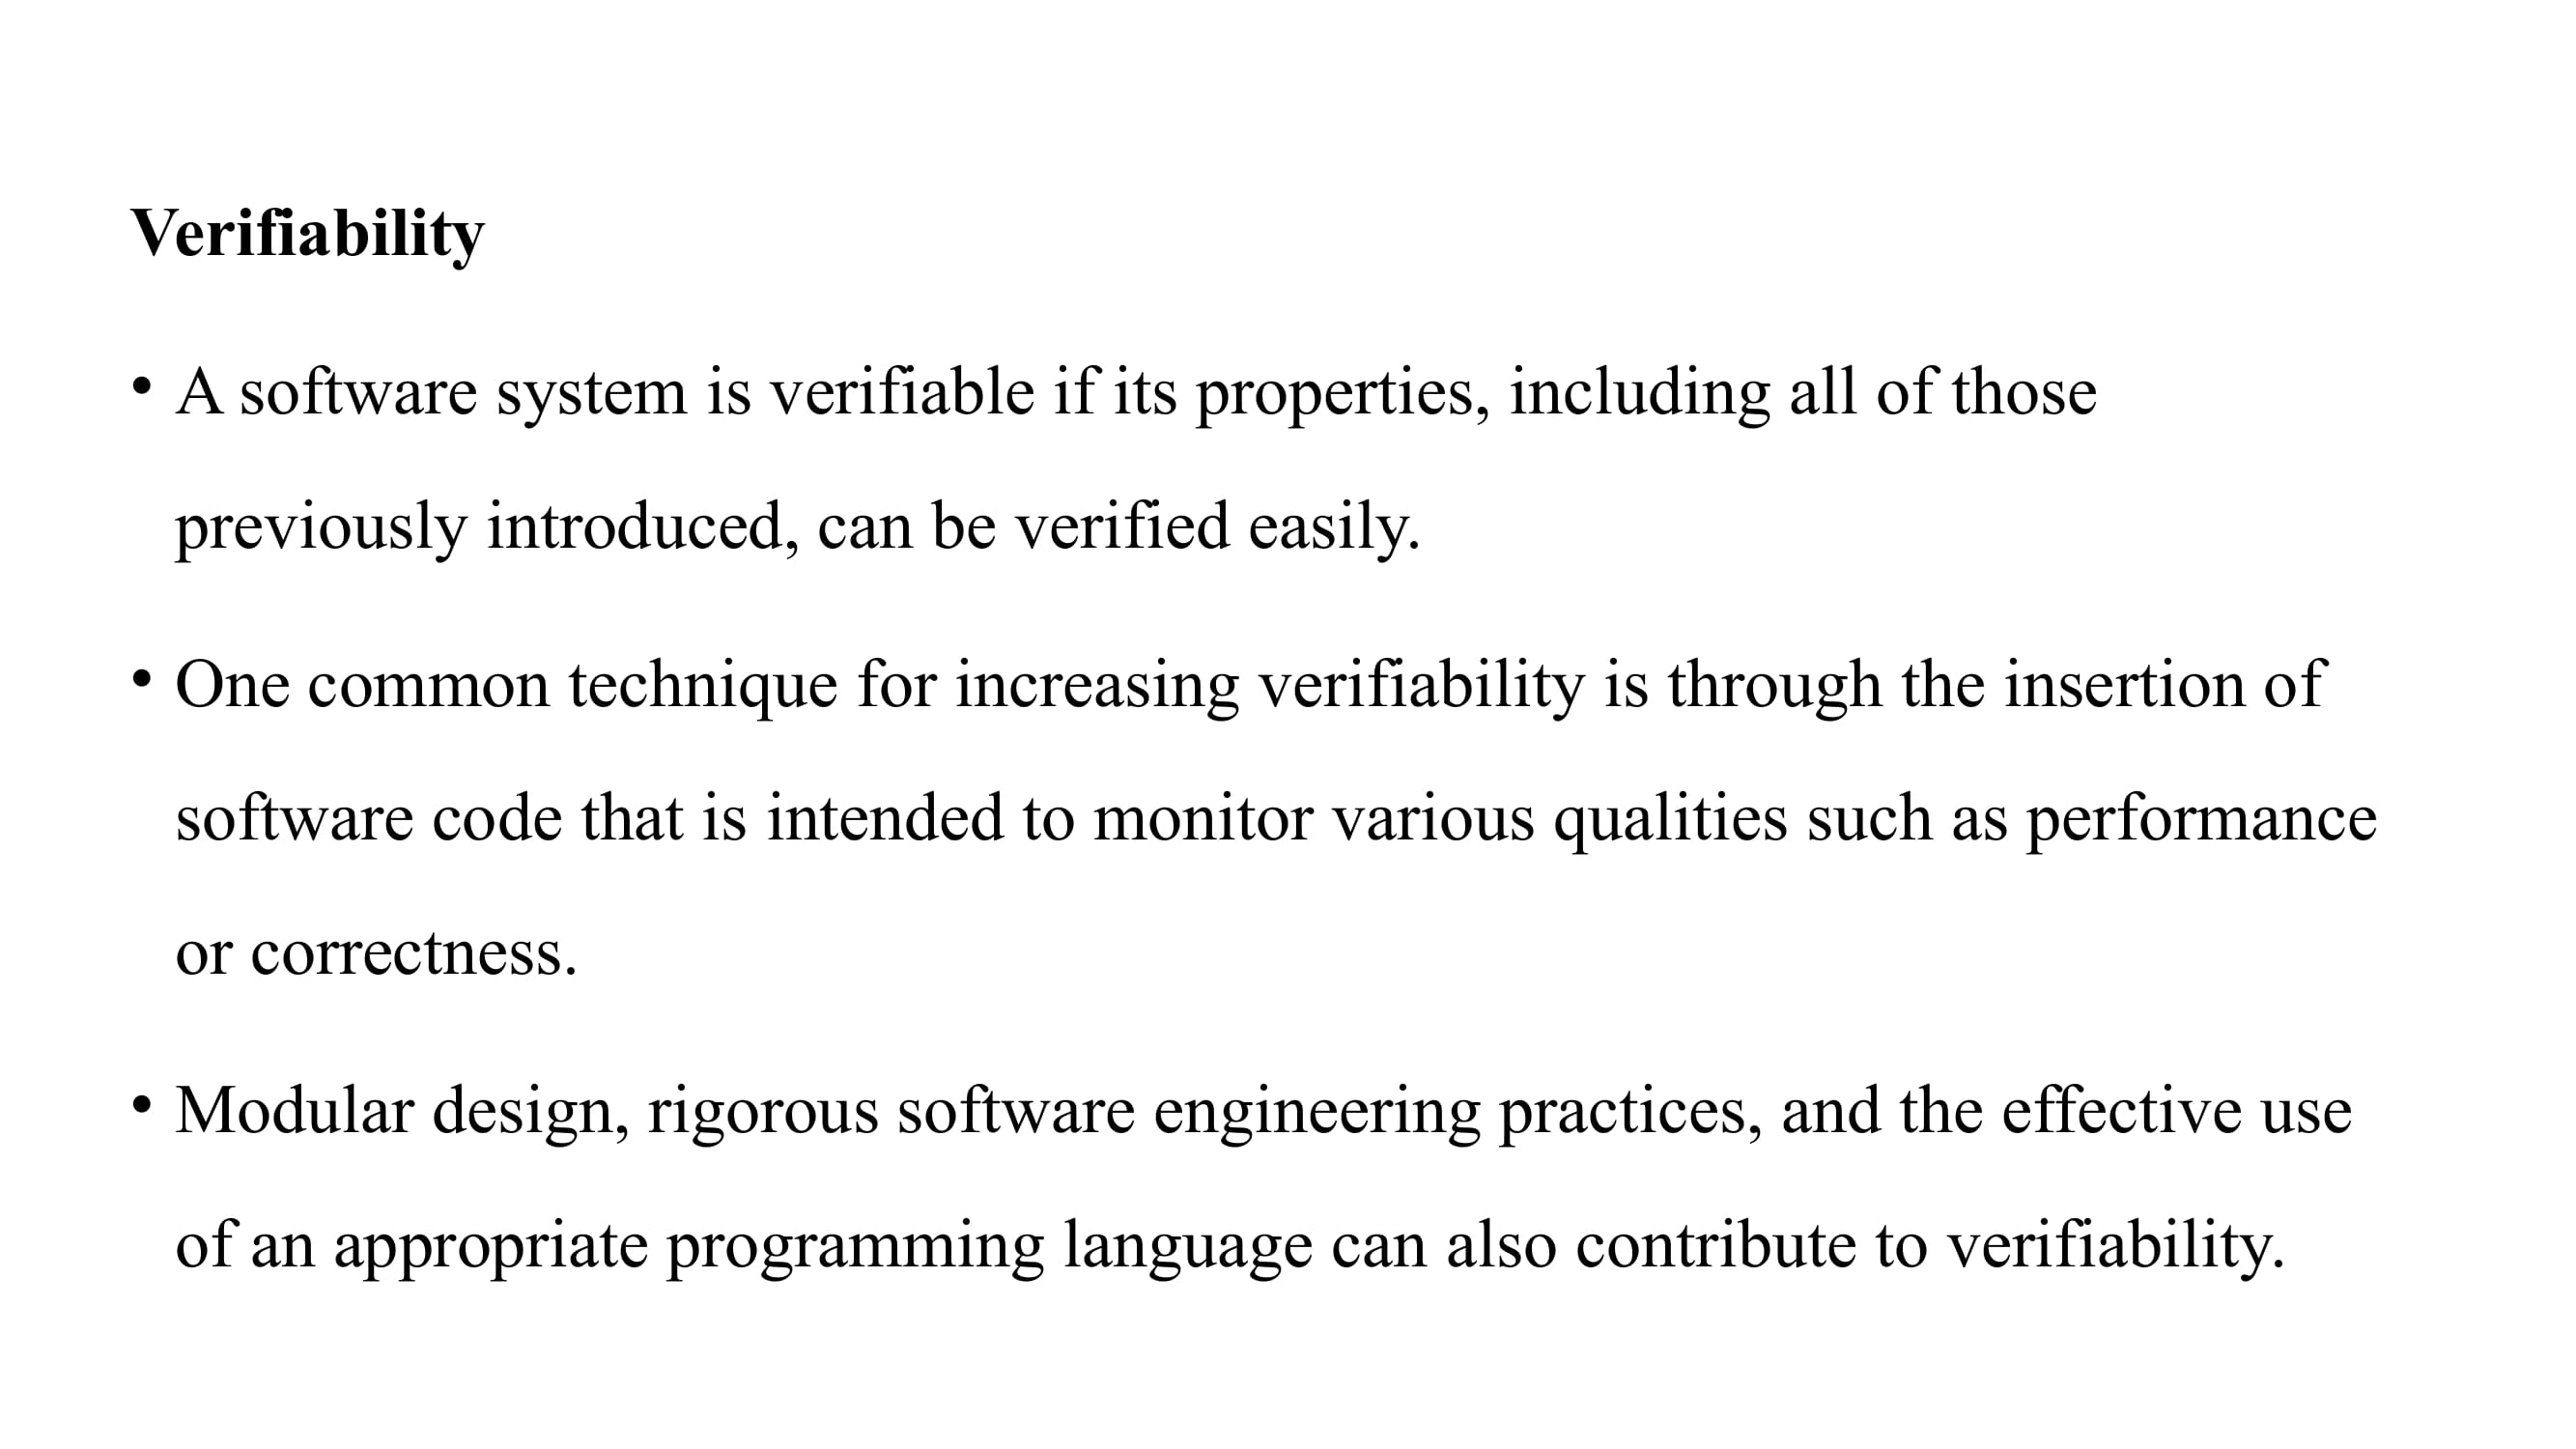 Verifiability
• A software system is verifiable if its properties, including all of those
previously introduced, can be verified easily.
• One common technique for increasing verifiability is through the insertion of
software code that is intended to monitor various qualities such as performance
or correctness.
• Modular design, rigorous software engineering practices, and the effective use
of an appropriate programming language can also contribute to verifiability.